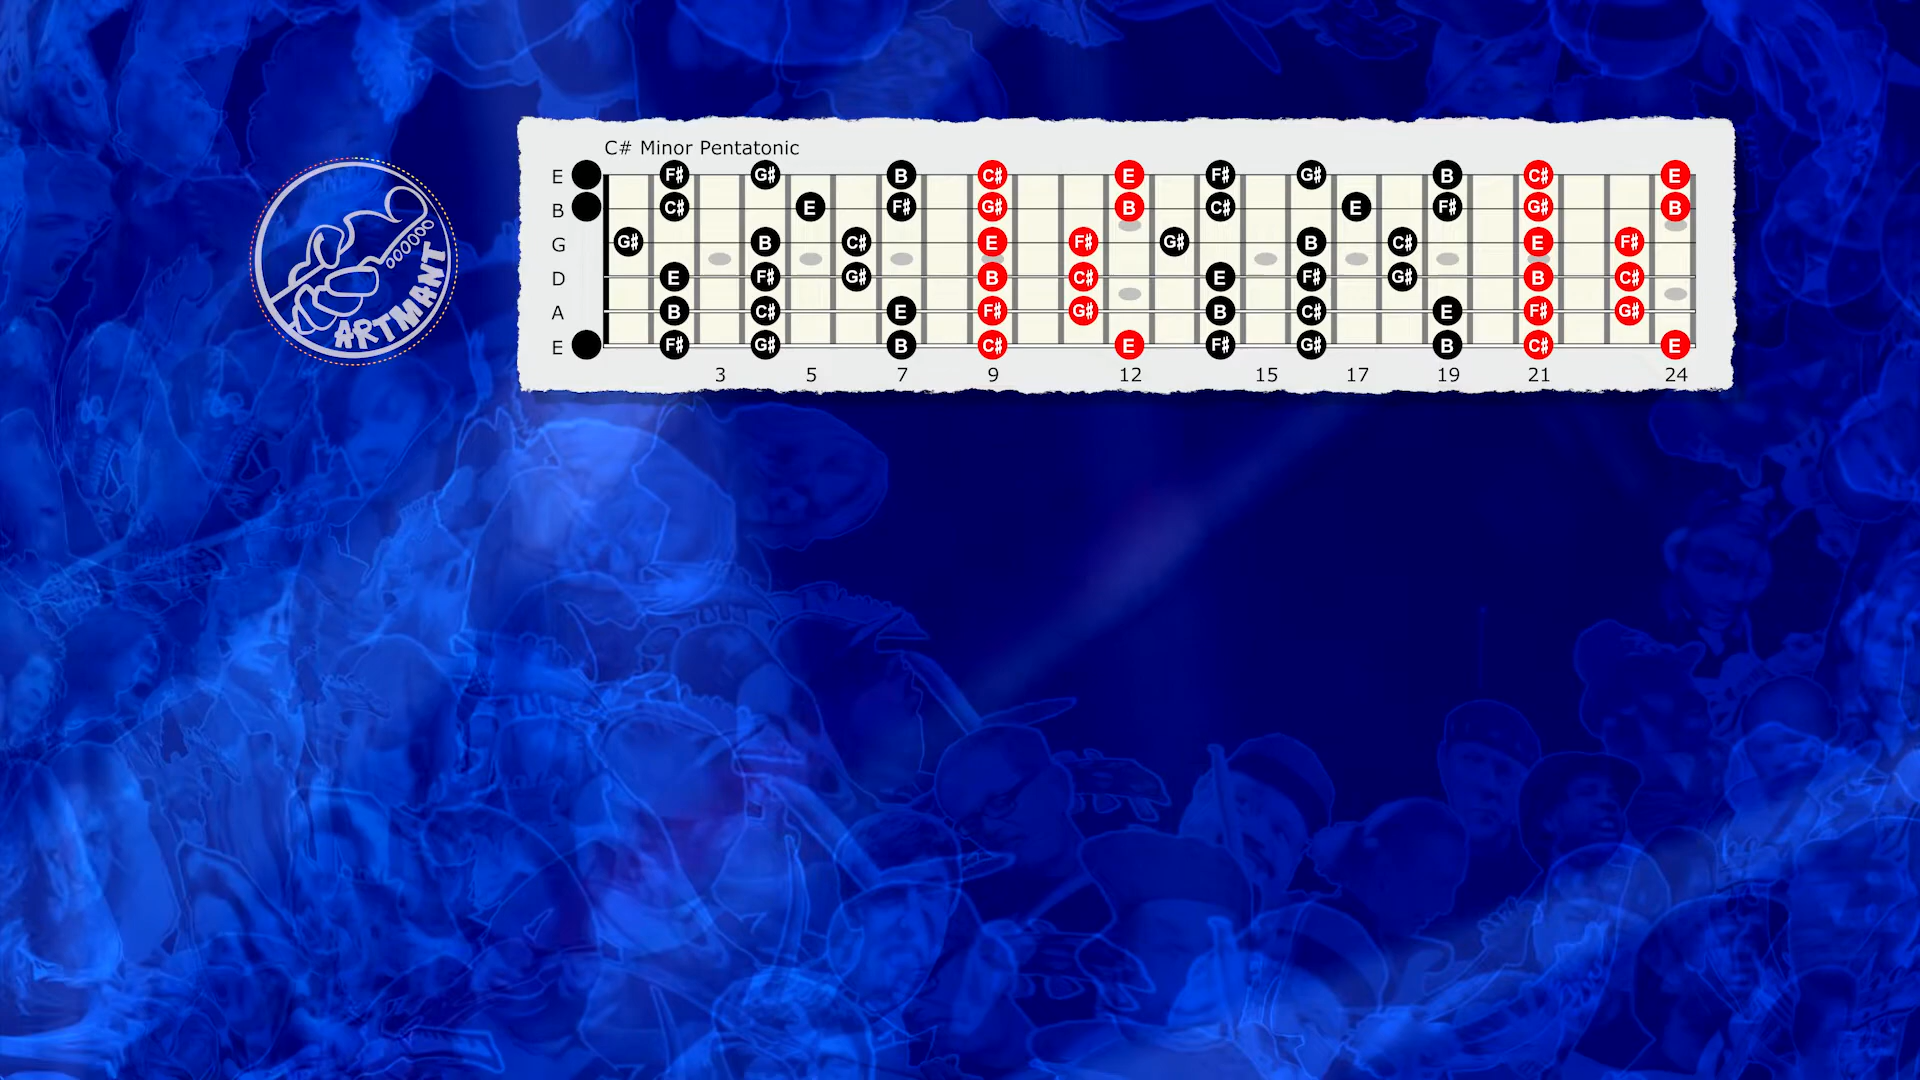 C# Minor Pentatonic
E F# G# B C# E F# G# B C# E
B C# E F# G# B C# E F# G# B
G G# B C# E F# G# B C# E F#
D E F# G# B C# E F# G# B C#
A B C# E F# G# B C# E F# G#
E F# G# B C# E F# G# B C# E
3 5 7 9 12 15 17 19 21 24
ARTMANT